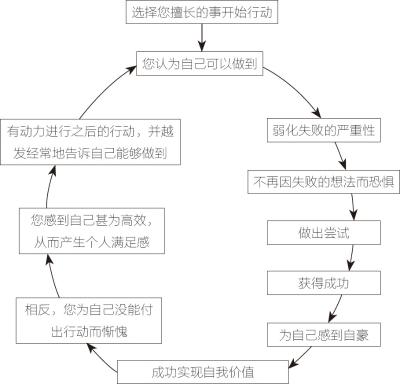 选择您擅长的事开始行动
您认为自己可以做到
弱化失败的严重性
不再因失败的想法而恐惧
做出尝试
获得成功
为自己感到自豪
成功实现自我价值
相反，您为自己没能付
出行动而惭愧
您感到自己甚为高效，
从而产生个人满足感
有动力进行之后的行动，并越
发经常地告诉自己能够做到